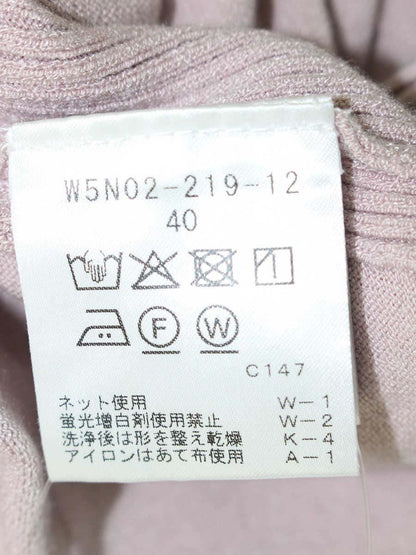 W5N02-219-12
40
F W
C147
ネット使用 W-1
蛍光増白剤使用禁止 W-2
洗浄後は形を整え乾燥 K-4
アイロンはあて布使用 A-1